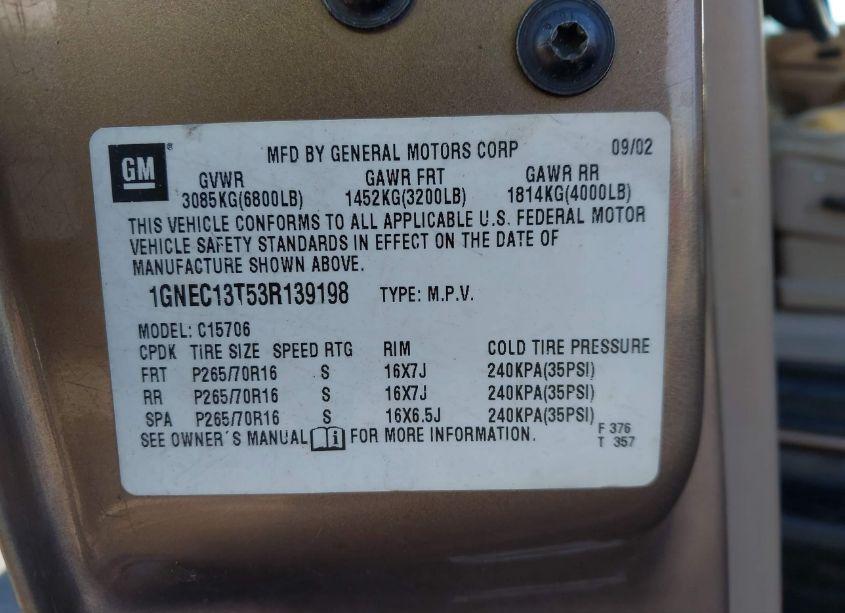 GM ® MFD BY GENERAL MOTORS CORP 09/02
GVWR GAWR FRT GAWR RR
3085KG(6800LB) 1452KG(3200LB) 1814KG(4000LB)
THIS VEHICLE CONFORMS TO ALL APPLICABLE U.S. FEDERAL MOTOR
VEHICLE SAFETY STANDARDS IN EFFECT ON THE DATE OF
MANUFACTURE SHOWN ABOVE.
1GNEC13T53R139198 TYPE: M.P.V.
MODEL: C15706
CPDK TIRE SIZE SPEED RTG RIM COLD TIRE PRESSURE
FRT P265/70R16 S 16X7J 240KPA(35PSI)
RR P265/70R16 S 16X7J 240KPA(35PSI)
SPA P265/70R16 S 16X6.5J 240KPA(35PSI)
SEE OWNER´S MANUAL i FOR MORE INFORMATION.
F 376
T 357